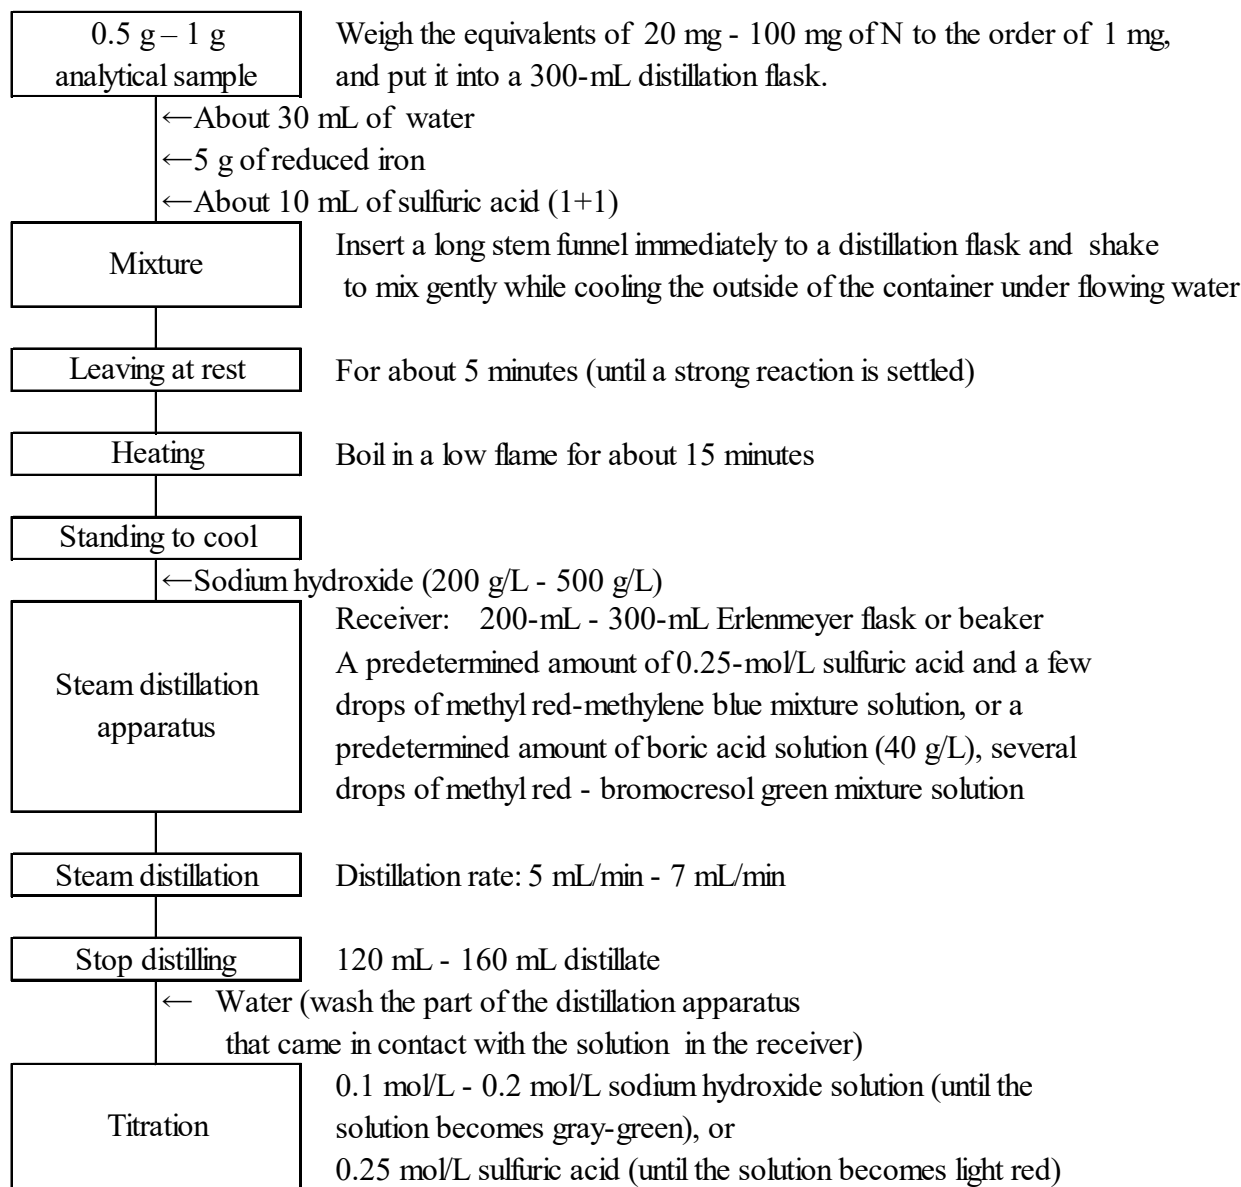 0.5 g – 1 g
analytical sample
Weigh the equivalents of 20 mg - 100 mg of N to the order of 1 mg,
and put it into a 300-mL distillation flask.
←About 30 mL of water
←5 g of reduced iron
←About 10 mL of sulfuric acid (1+1)
Mixture
Insert a long stem funnel immediately to a distillation flask and shake
to mix gently while cooling the outside of the container under flowing water
Leaving at rest
For about 5 minutes (until a strong reaction is settled)
Heating
Boil in a low flame for about 15 minutes
Standing to cool
←Sodium hydroxide (200 g/L - 500 g/L)
Steam distillation
apparatus
Receiver: 200-mL - 300-mL Erlenmeyer flask or beaker
A predetermined amount of 0.25-mol/L sulfuric acid and a few
drops of methyl red-methylene blue mixture solution, or a
predetermined amount of boric acid solution (40 g/L), several
drops of methyl red - bromocresol green mixture solution
Steam distillation
Distillation rate: 5 mL/min - 7 mL/min
Stop distilling
120 mL - 160 mL distillate
← Water (wash the part of the distillation apparatus
that came in contact with the solution in the receiver)
Titration
0.1 mol/L - 0.2 mol/L sodium hydroxide solution (until the
solution becomes gray-green), or
0.25 mol/L sulfuric acid (until the solution becomes light red)